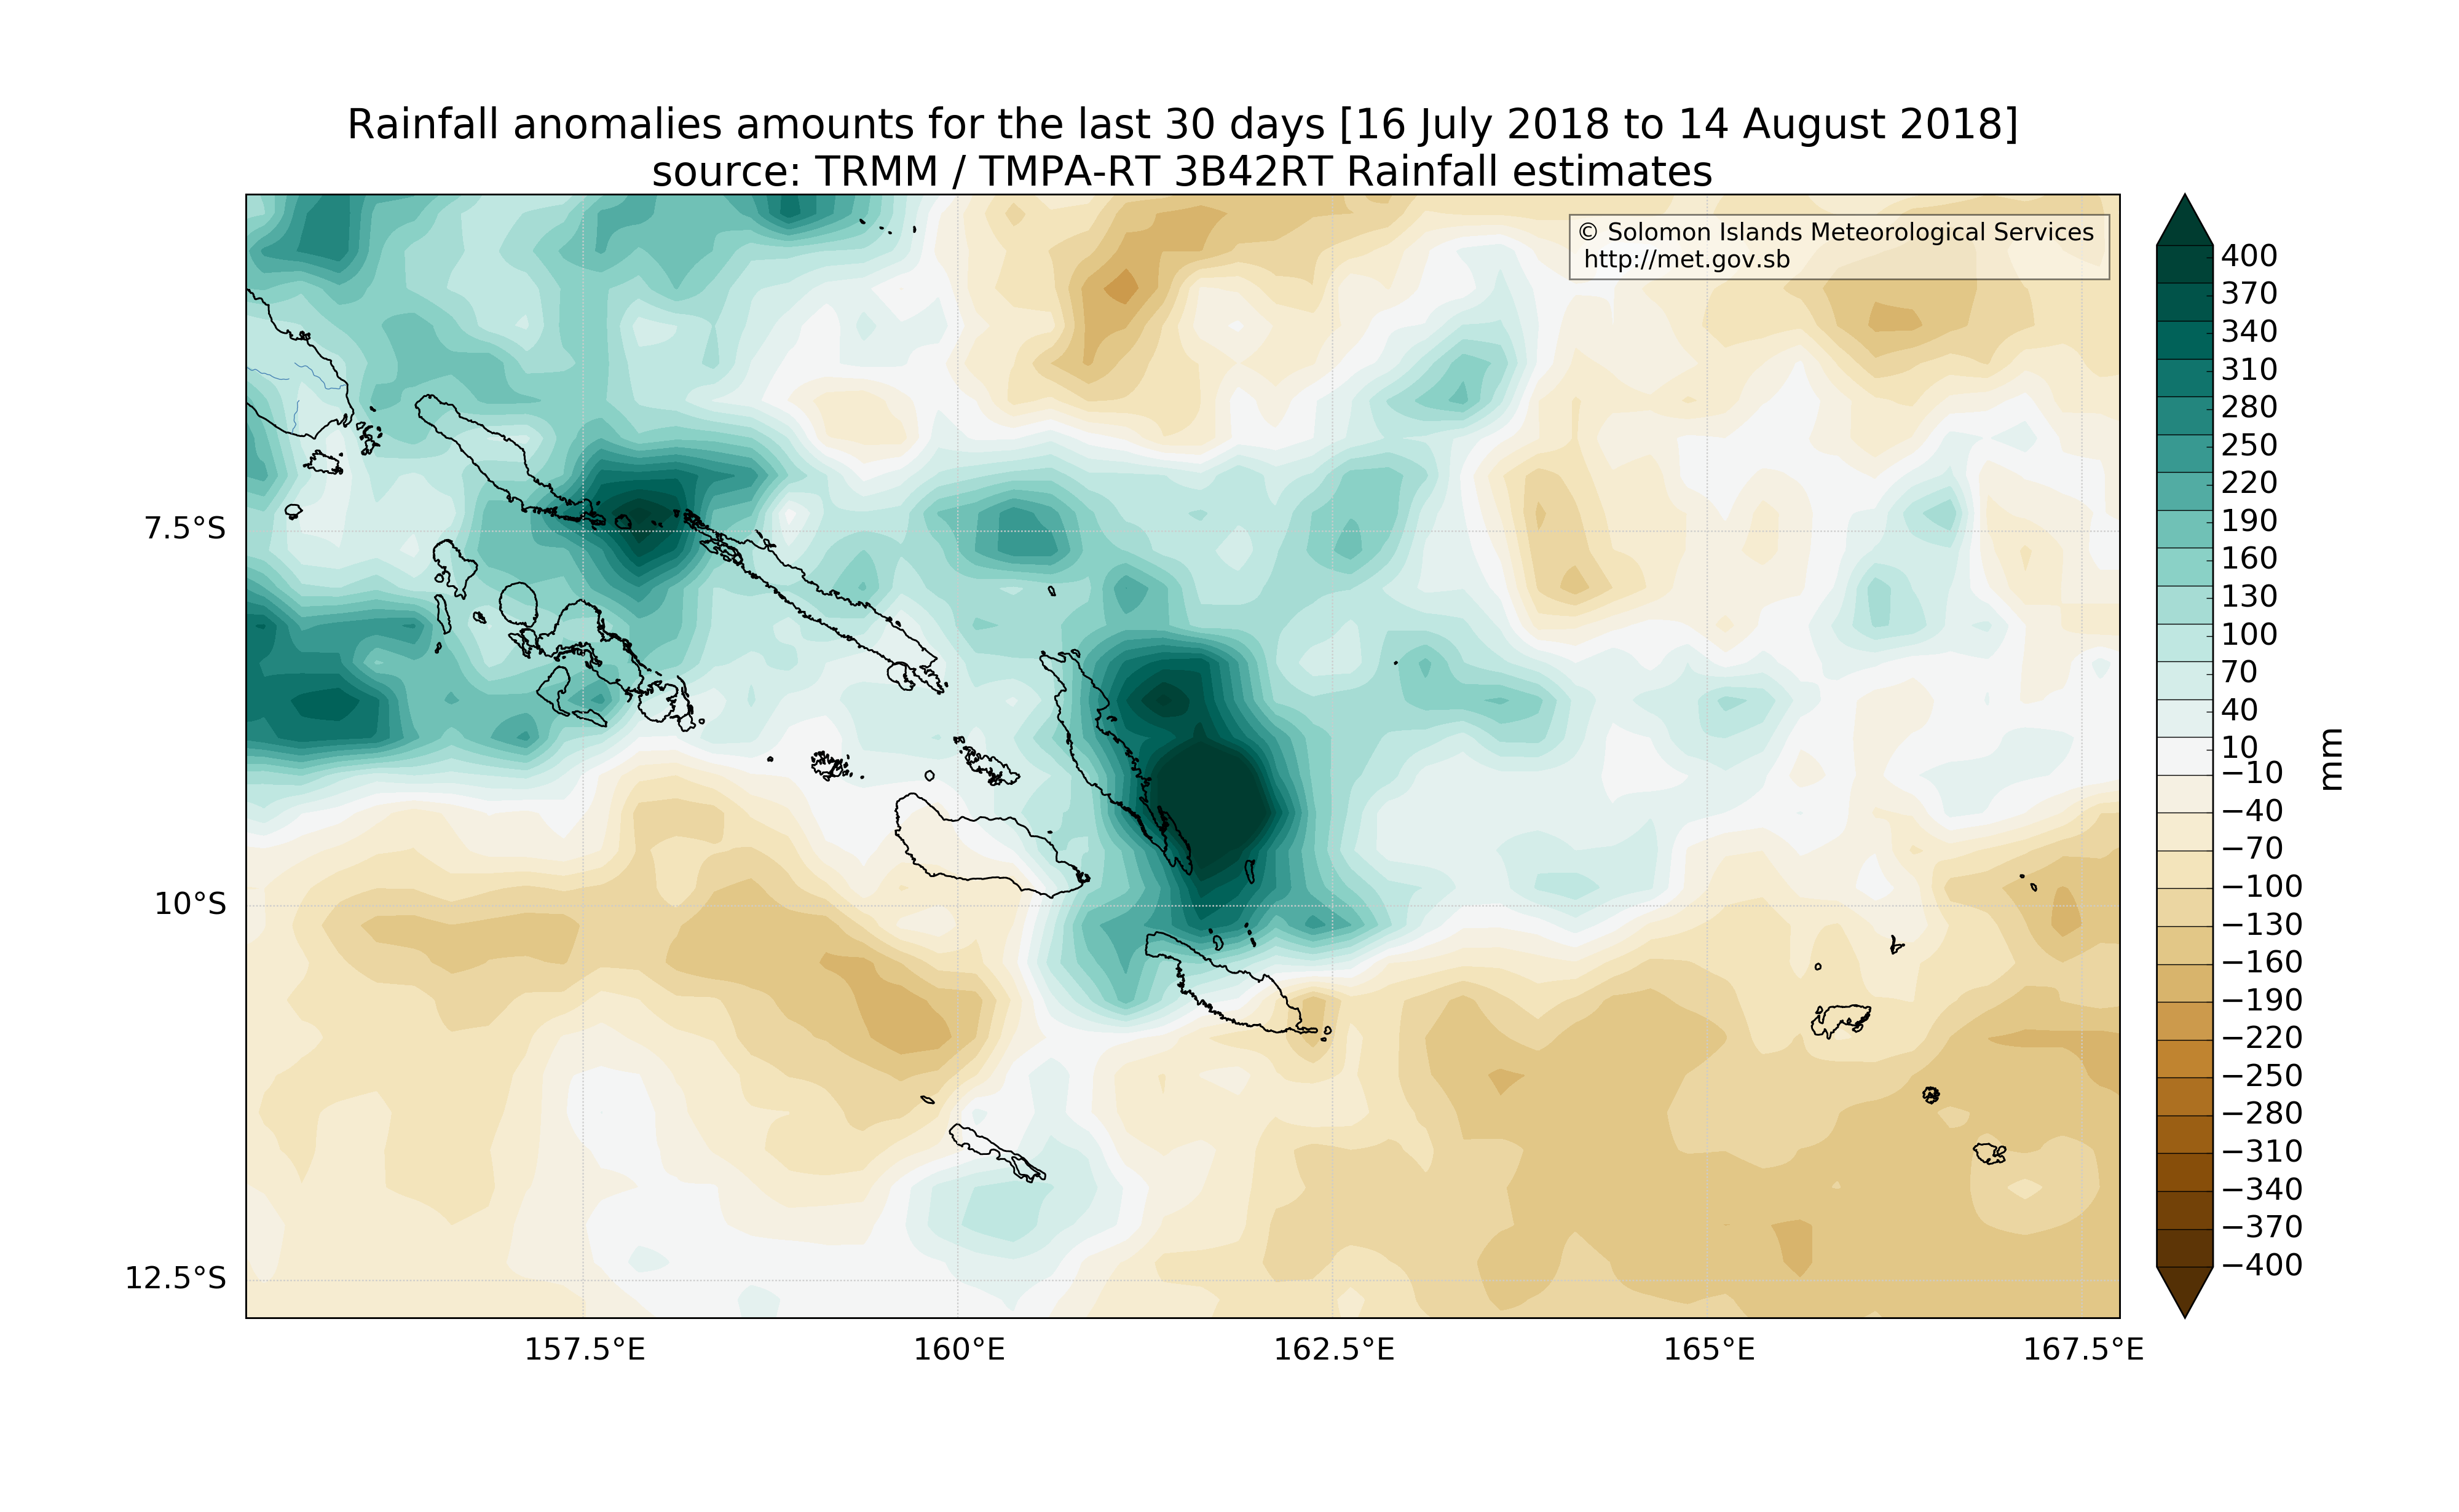 Rainfall anomalies amounts for the last 30 days [16 July 2018 to 14 August 2018]
source: TRMM / TMPA-RT 3B42RT Rainfall estimates
© Solomon Islands Meteorological Services
http://met.gov.sb
7.5°S
10°S
12.5°S
157.5°E
160°E
162.5°E
165°E
167.5°E
400
370
340
310
280
250
220
190
160
130
100
70
40
10
−10
−40
−70
−100
−130
−160
−190
−220
−250
−280
−310
−340
−370
−400
mm